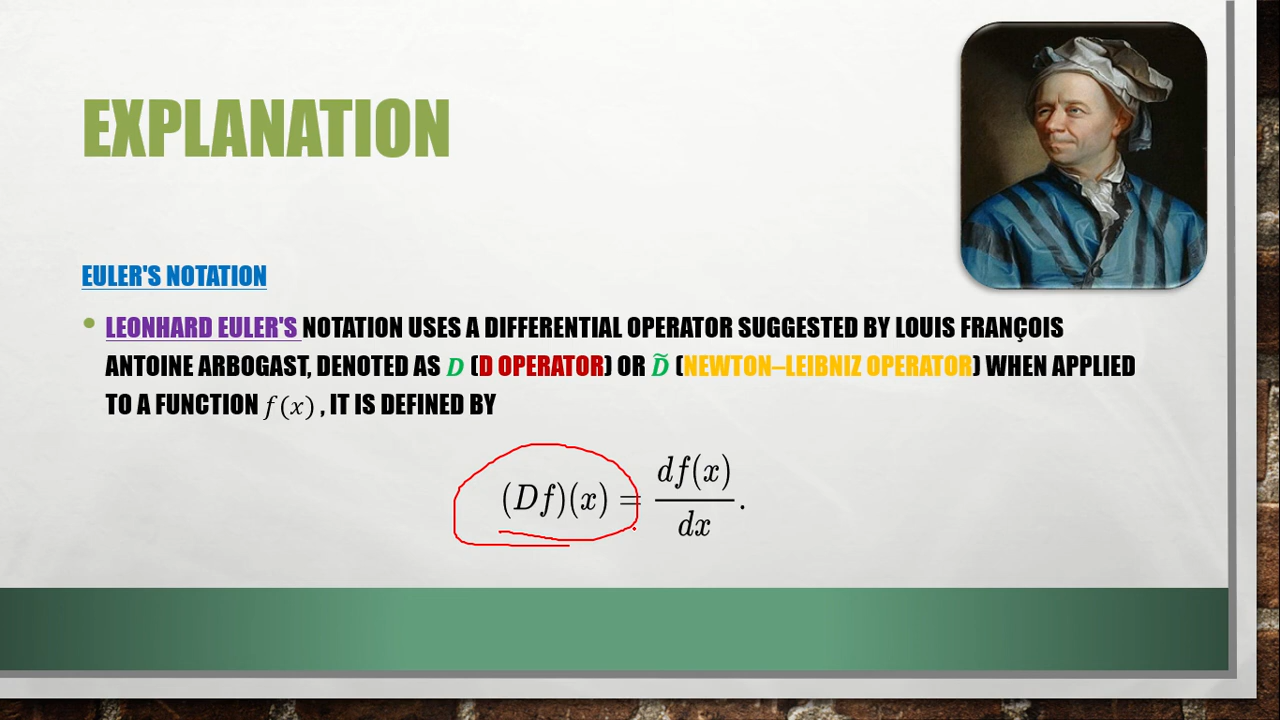 EXPLANATION
EULER'S NOTATION
• LEONHARD EULER'S NOTATION USES A DIFFERENTIAL OPERATOR SUGGESTED BY LOUIS FRANÇOIS
ANTOINE ARBOGAST, DENOTED AS D (D OPERATOR) OR D̃ (NEWTON–LEIBNIZ OPERATOR) WHEN APPLIED
TO A FUNCTION f(x) , IT IS DEFINED BY
(Df)(x) = df(x)/dx.